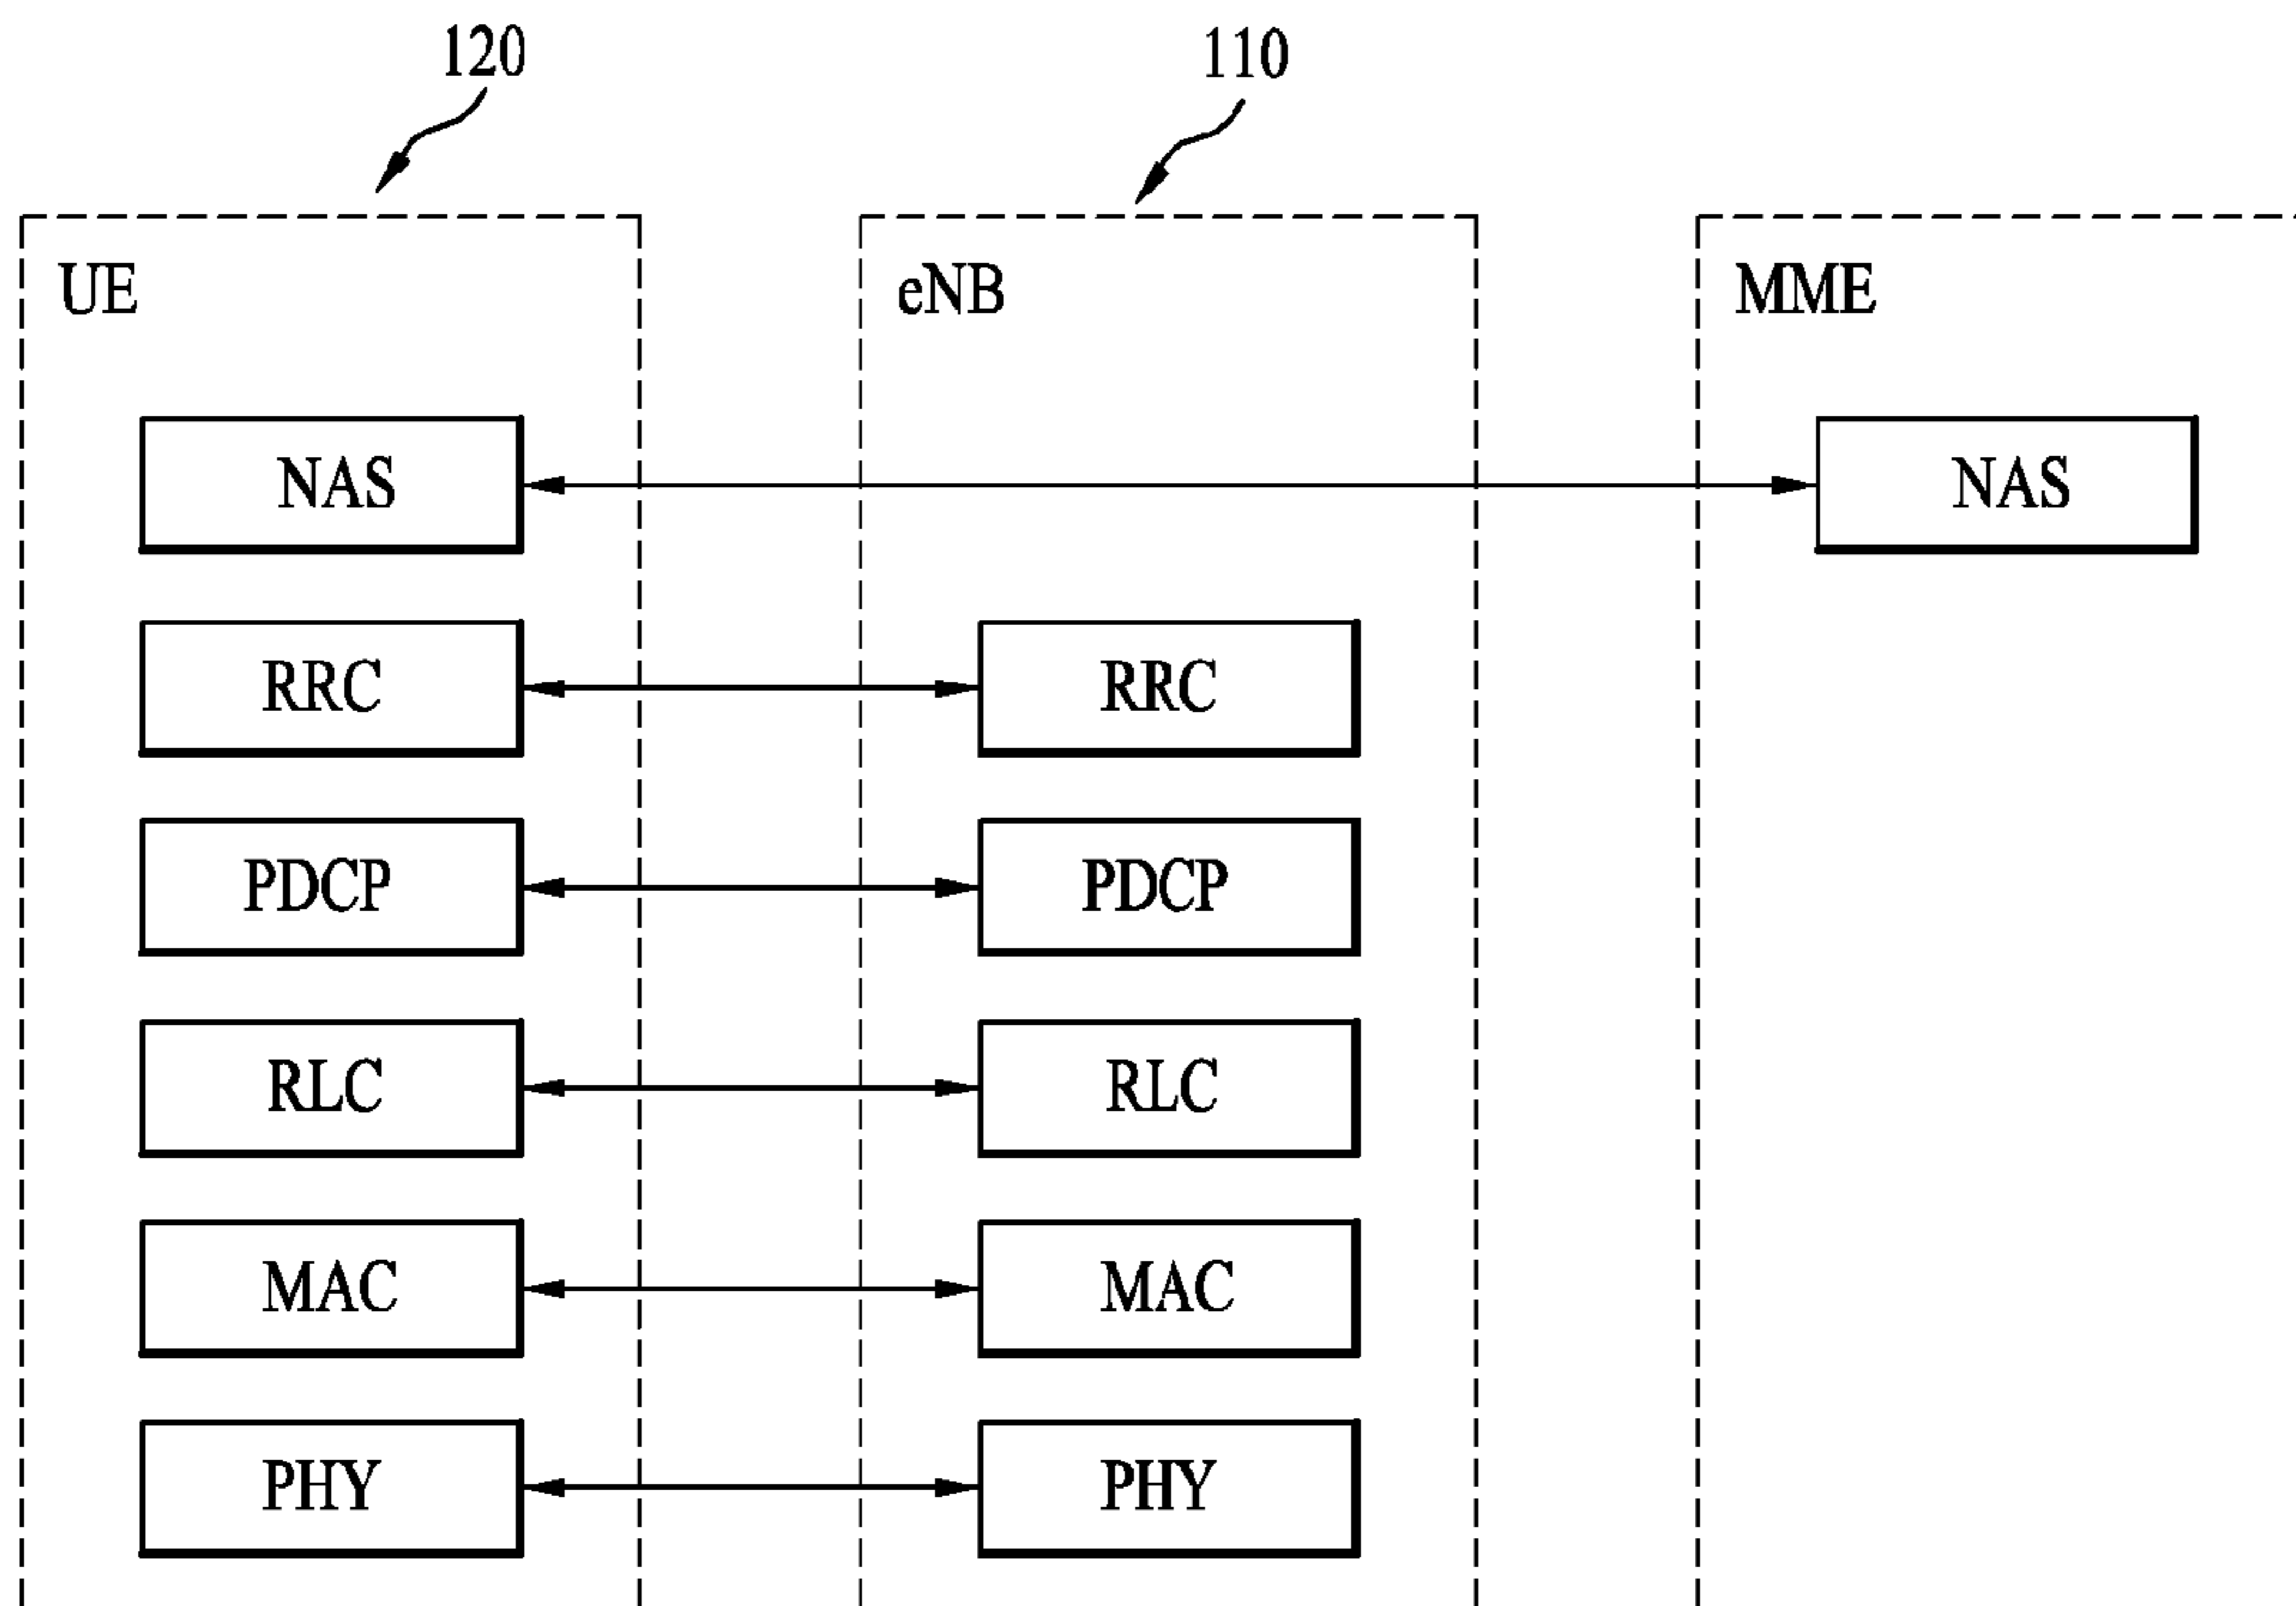 120 110
UE eNB MME
NAS NAS
RRC RRC
PDCP PDCP
RLC RLC
MAC MAC
PHY PHY